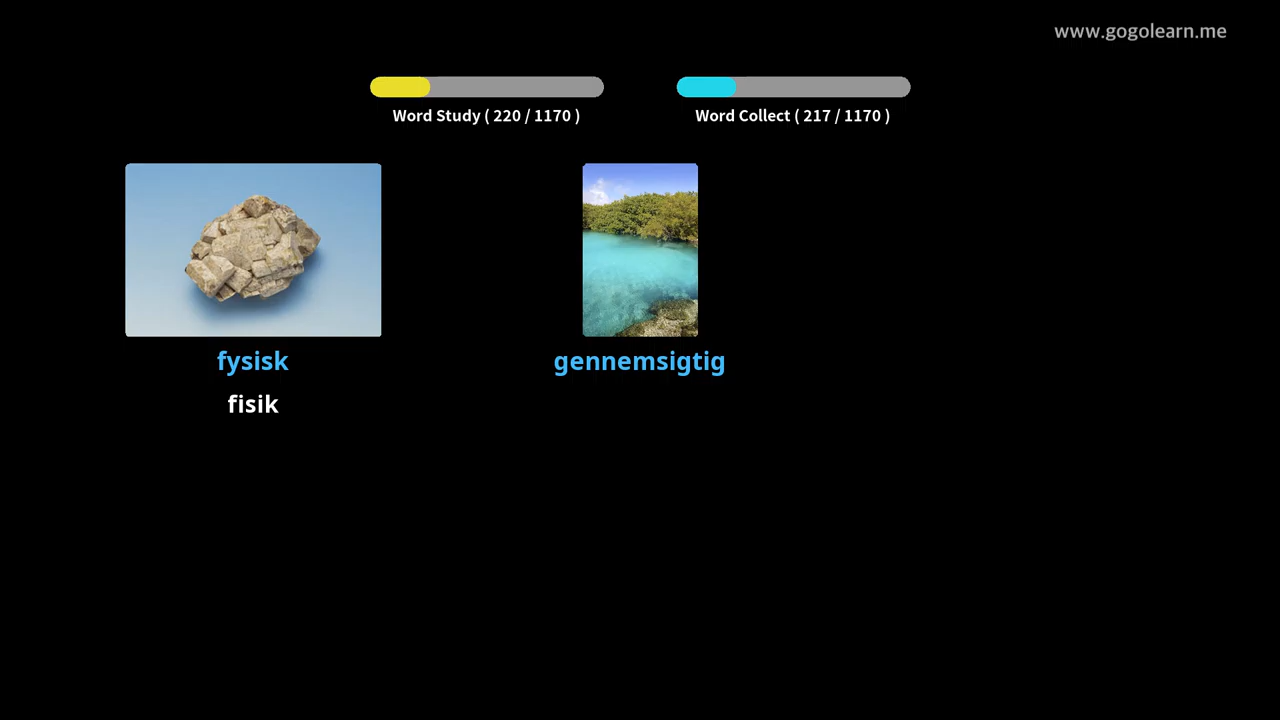 www.gogolearn.me
Word Study ( 220 / 1170 )
Word Collect ( 217 / 1170 )
fysisk
gennemsigtig
fisik